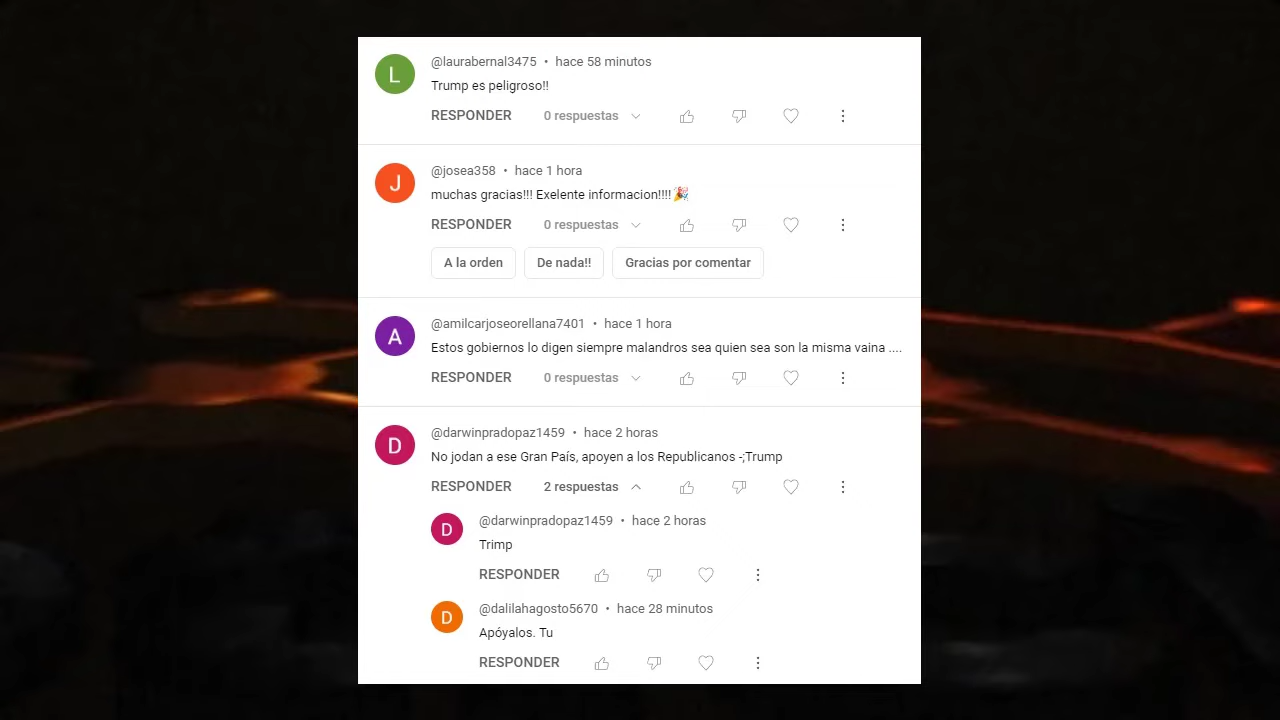 L
@laurabernal3475 • hace 58 minutos
Trump es peligroso!!
RESPONDER 0 respuestas
J
@josea358 • hace 1 hora
muchas gracias!!! Exelente informacion!!!!🎉
RESPONDER 0 respuestas
A la orden De nada!! Gracias por comentar
A
@amilcarjoseorellana7401 • hace 1 hora
Estos gobiernos lo digen siempre malandros sea quien sea son la misma vaina ....
RESPONDER 0 respuestas
D
@darwinpradopaz1459 • hace 2 horas
No jodan a ese Gran País, apoyen a los Republicanos -;Trump
RESPONDER 2 respuestas
D
@darwinpradopaz1459 • hace 2 horas
Trimp
RESPONDER
D
@dalilahagosto5670 • hace 28 minutos
Apóyalos. Tu
RESPONDER